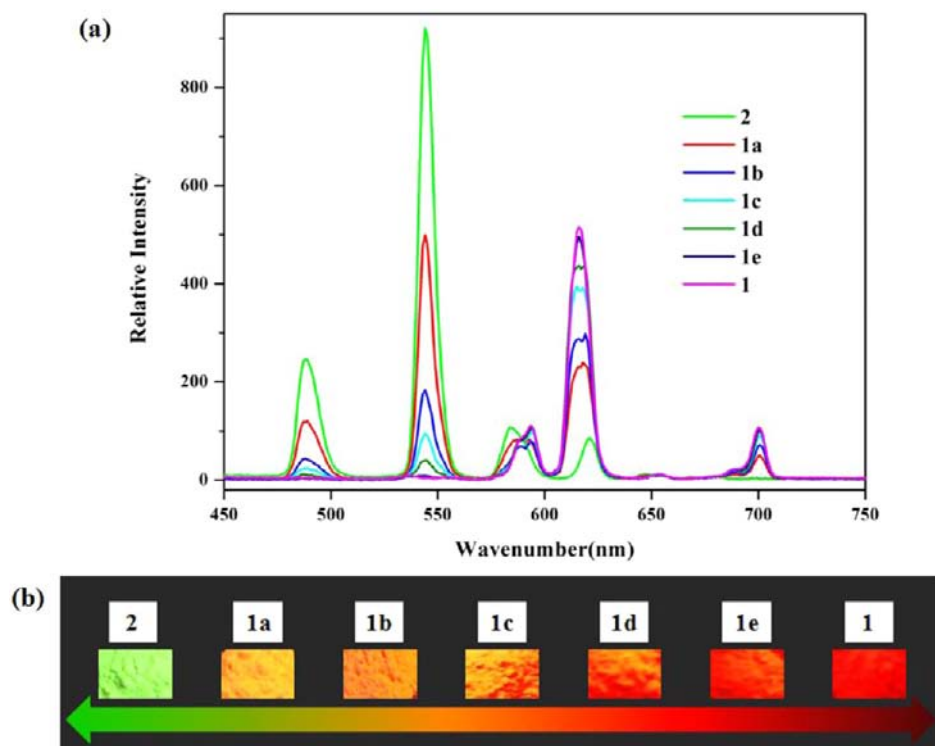 (a)
Relative Intensity
800
600
400
200
0
2
1a
1b
1c
1d
1e
1
450 500 550 600 650 700 750
Wavenumber(nm)
(b)
2 1a 1b 1c 1d 1e 1